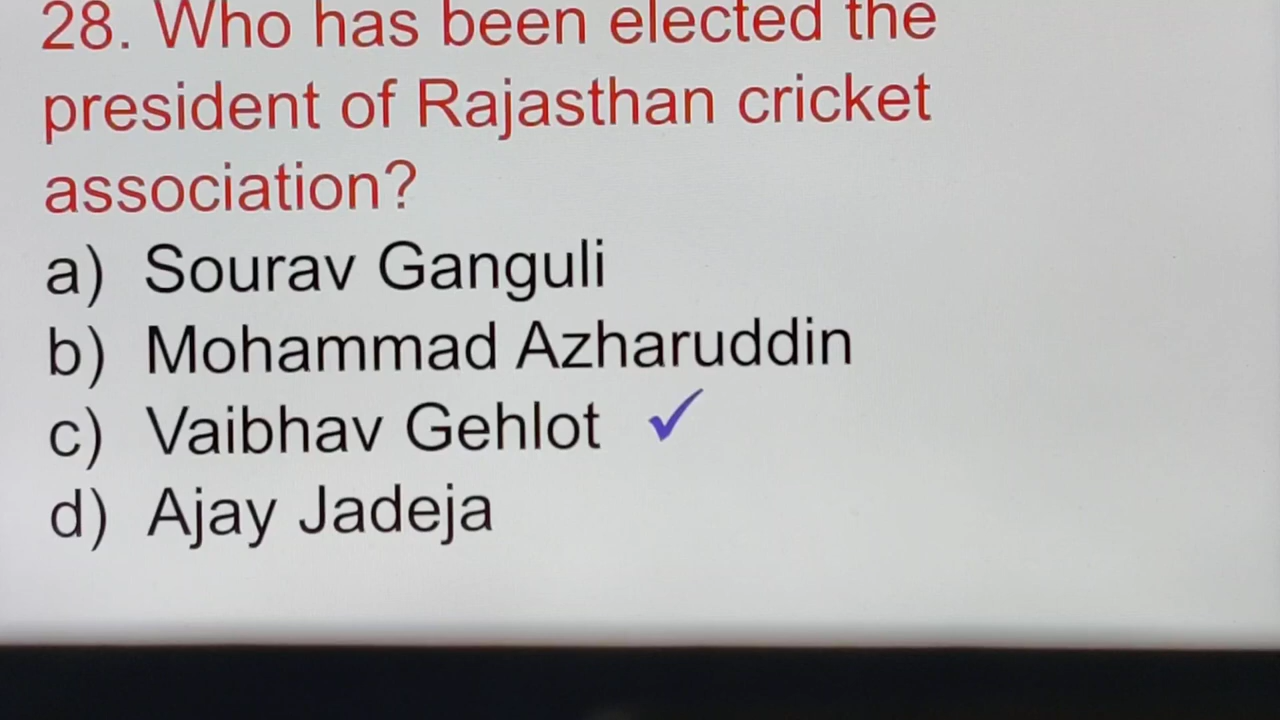 28. Who has been elected the
president of Rajasthan cricket
association?
a) Sourav Ganguli
b) Mohammad Azharuddin
c) Vaibhav Gehlot ✓
d) Ajay Jadeja